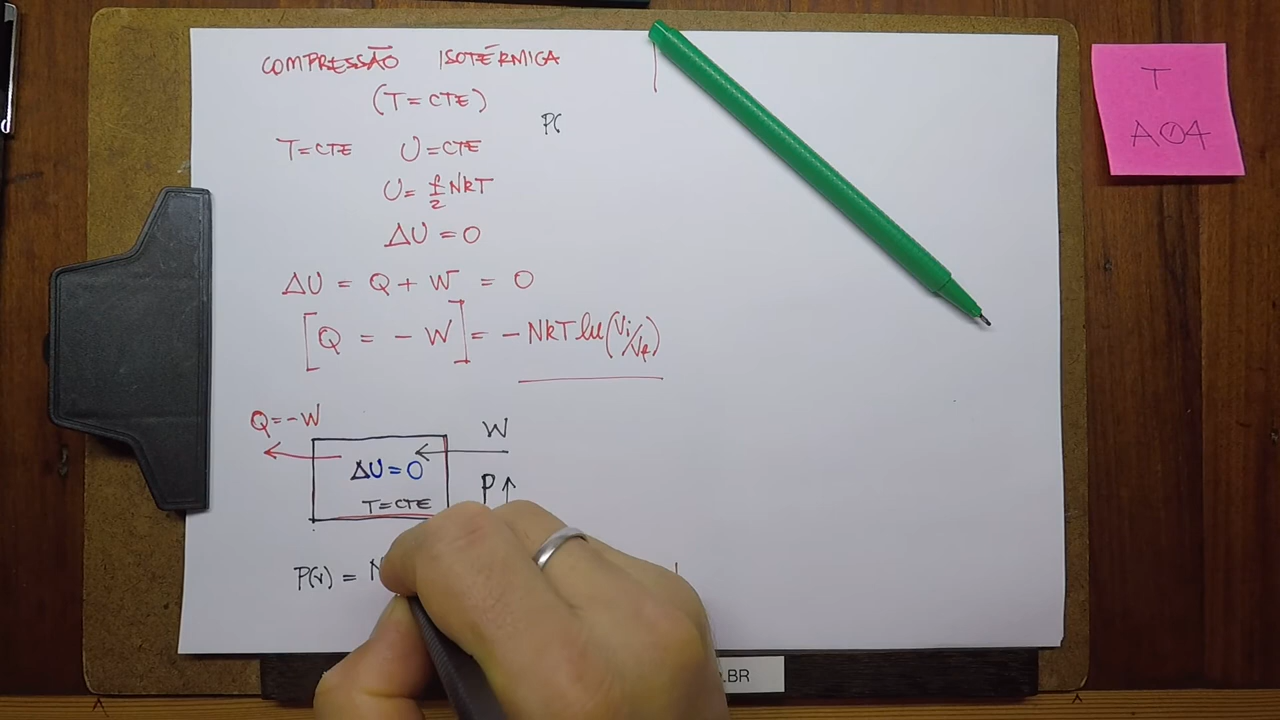 COMPRESSÃO ISOTÉRMICA
(T=CTE)
P(
T=CTE U=CTE
U= f/2 NkT
ΔU = 0
ΔU = Q + W = 0
[Q = - W] = - NkT ln(Vi/Vf)
Q=-W
W
ΔU=0
P↑
T=CTE
P(V) = N
T
A04
.BR